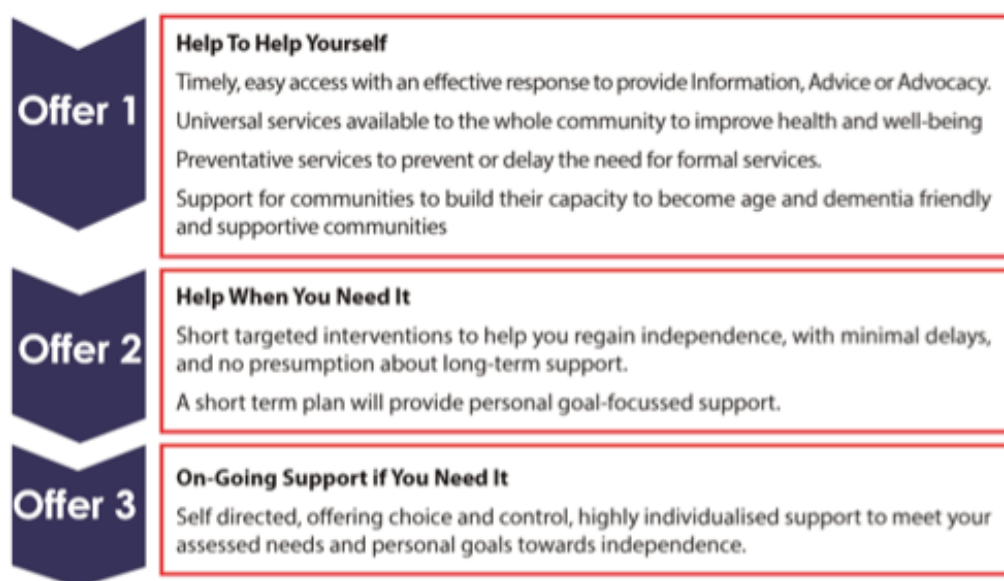 Offer 1
Help To Help Yourself
Timely, easy access with an effective response to provide Information, Advice or Advocacy.
Universal services available to the whole community to improve health and well-being
Preventative services to prevent or delay the need for formal services.
Support for communities to build their capacity to become age and dementia friendly
and supportive communities
Offer 2
Help When You Need It
Short targeted interventions to help you regain independence, with minimal delays,
and no presumption about long-term support.
A short term plan will provide personal goal-focussed support.
Offer 3
On-Going Support if You Need It
Self directed, offering choice and control, highly individualised support to meet your
assessed needs and personal goals towards independence.